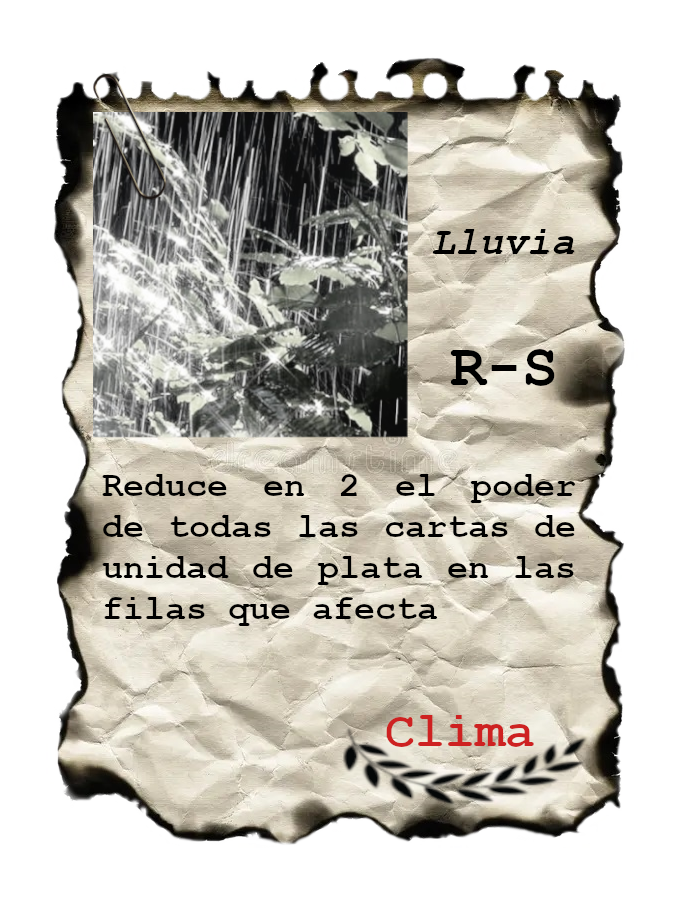 Lluvia
R-S
dreamstime
Reduce en 2 el poder
de todas las cartas de
unidad de plata en las
filas que afecta
Clima